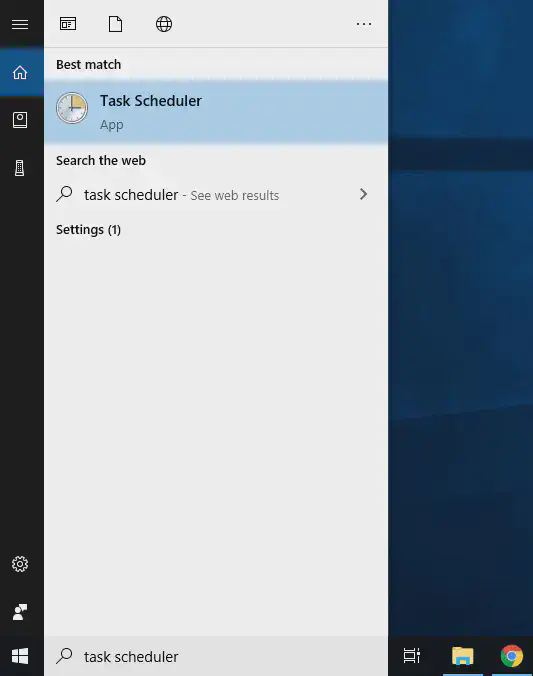 Best match
Task Scheduler
App
Search the web
task scheduler - See web results
Settings (1)
task scheduler